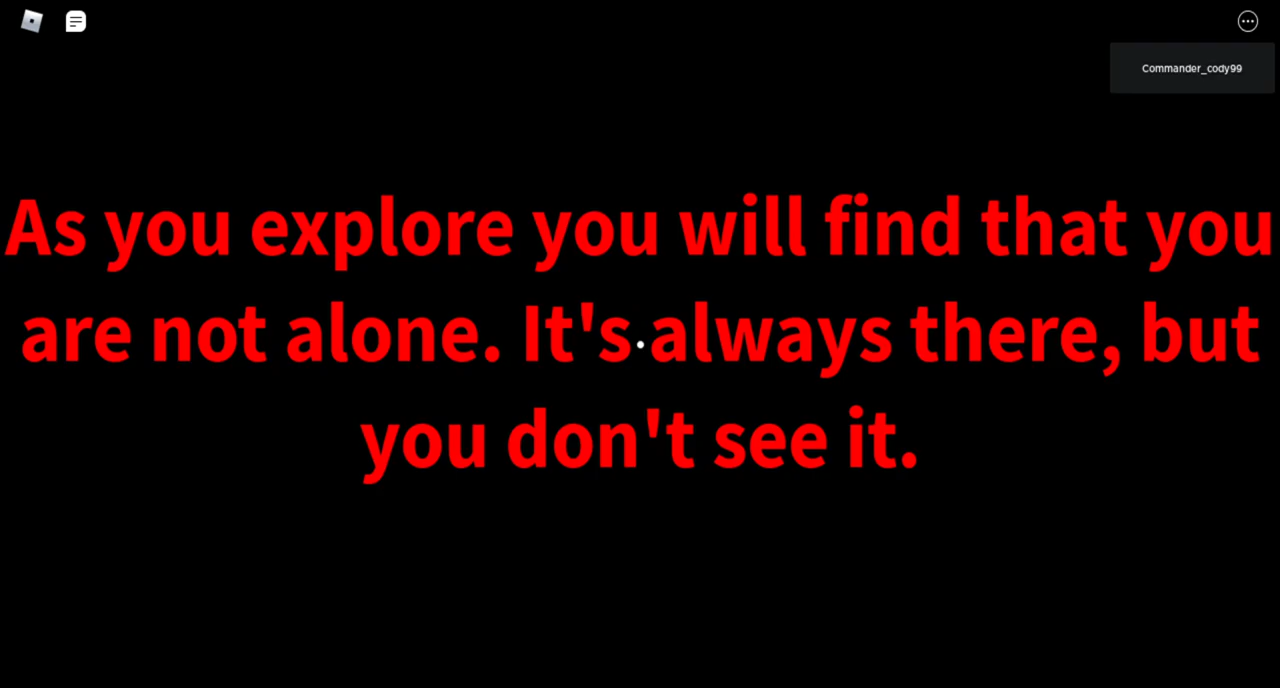 Commander_cody99
As you explore you will find that you
are not alone. It's always there, but
you don't see it.